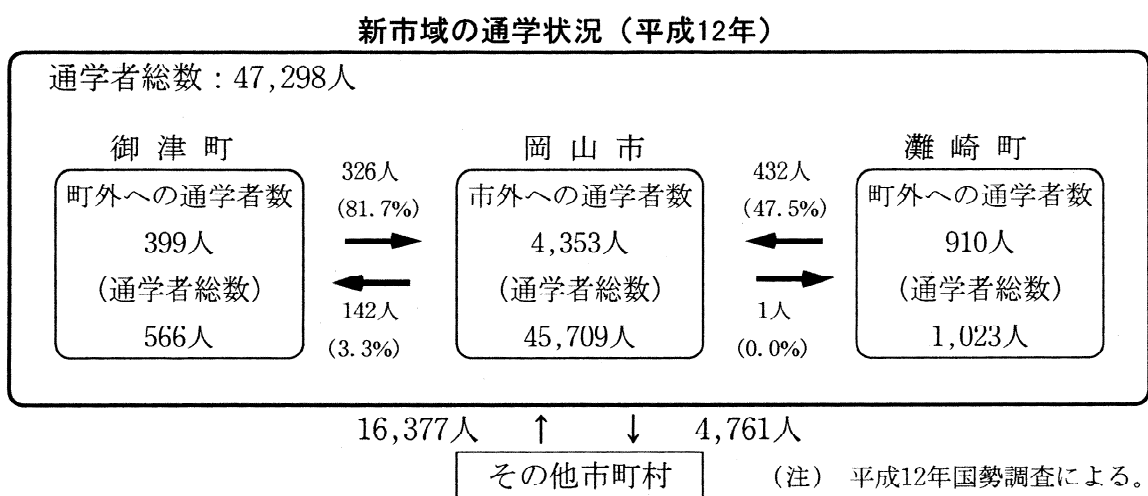 新市域の通学状況（平成12年）
通学者総数：47,298人
御津町
町外への通学者数
399人
(通学者総数)
566人
326人
(81.7%)
142人
(3.3%)
岡山市
市外への通学者数
4,353人
(通学者総数)
45,709人
432人
(47.5%)
1人
(0.0%)
灘崎町
町外への通学者数
910人
(通学者総数)
1,023人
16,377人 ↑ ↓ 4,761人
その他市町村
（注） 平成12年国勢調査による。